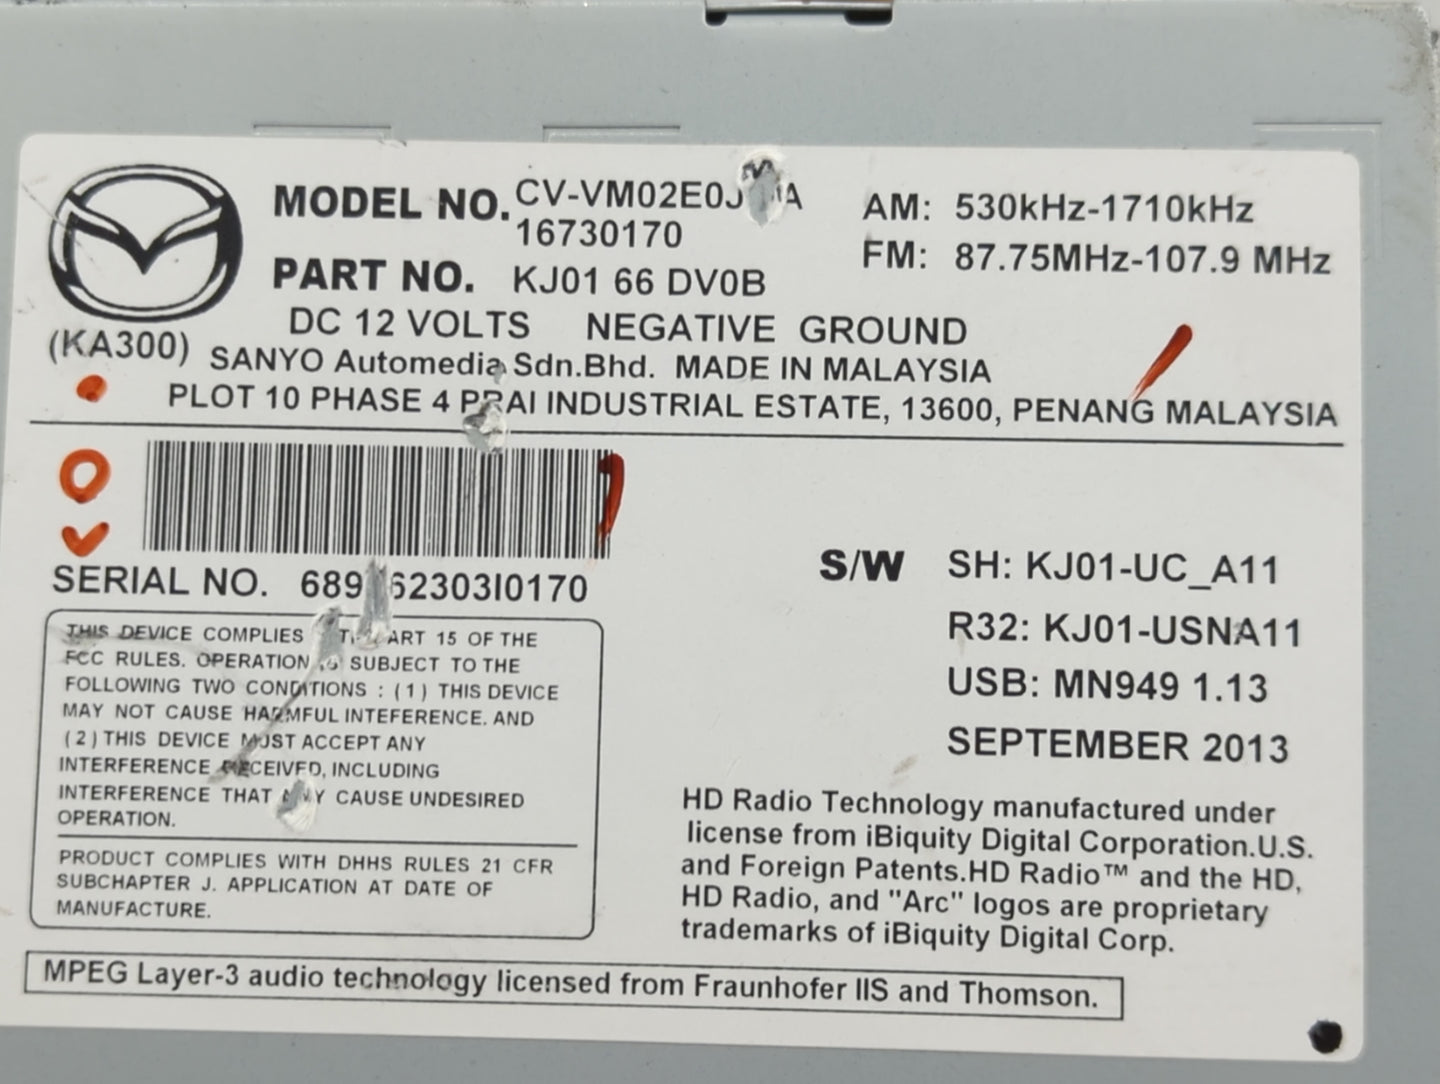 MODEL NO.
16730170
PART NO. KJ01 66 DV0B
AM: 530kHz-1710kHz
FM: 87.75MHz-107.9 MHz
DC 12 VOLTS NEGATIVE GROUND
(KA300)
SANYO Automedia Sdn.Bhd. MADE IN MALAYSIA
PLOT 10 PHASE 4 PRAI INDUSTRIAL ESTATE, 13600, PENANG MALAYSIA
SERIAL NO.
THIS DEVICE COMPLIES PART 15 OF THE
FCC RULES. OPERATION IS SUBJECT TO THE
FOLLOWING TWO CONDITIONS : (1) THIS DEVICE
MAY NOT CAUSE HARMFUL INTEFERENCE. AND
(2) THIS DEVICE MUST ACCEPT ANY
INTERFERENCE RECEIVED, INCLUDING
INTERFERENCE THAT ANY CAUSE UNDESIRED
OPERATION.
PRODUCT COMPLIES WITH DHHS RULES 21 CFR
SUBCHAPTER J. APPLICATION AT DATE OF
MANUFACTURE.
S/W SH: KJ01-UC_A11
R32: KJ01-USNA11
USB: MN949 1.13
SEPTEMBER 2013
HD Radio Technology manufactured under
license from iBiquity Digital Corporation.U.S.
and Foreign Patents.HD Radio™ and the HD,
HD Radio, and "Arc" logos are proprietary
trademarks of iBiquity Digital Corp.
MPEG Layer-3 audio technology licensed from Fraunhofer IIS and Thomson.